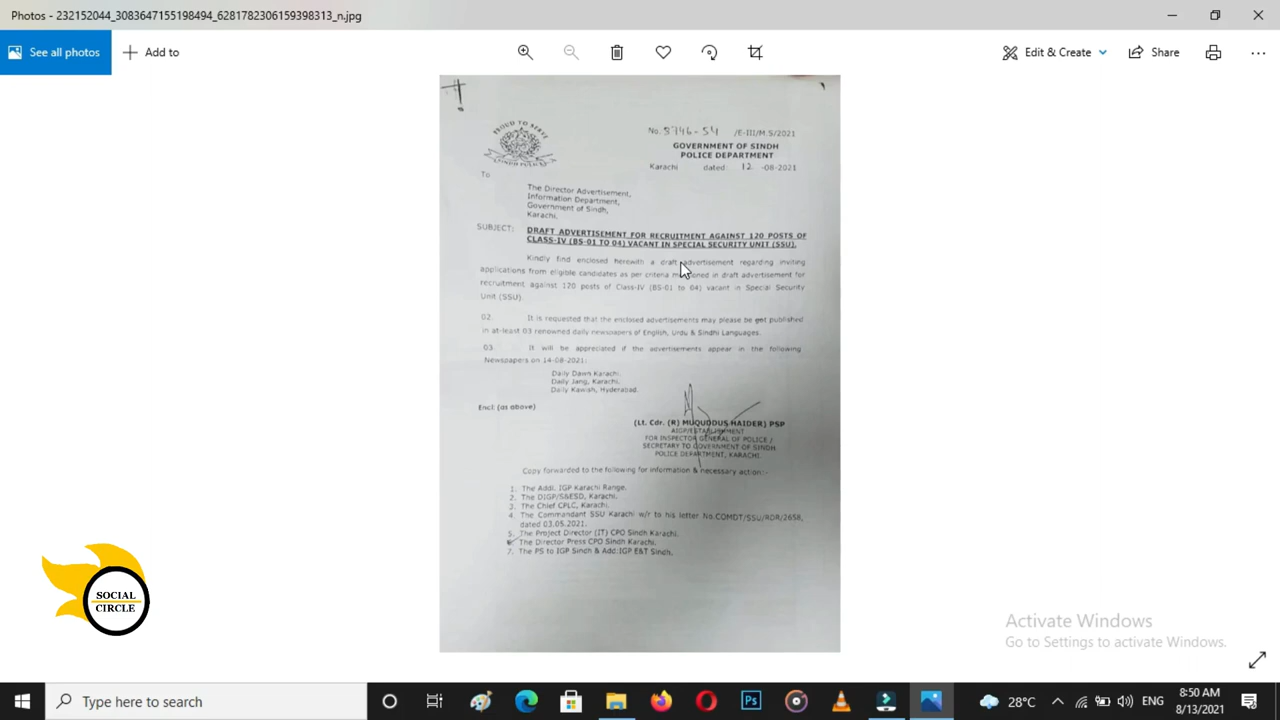 Photos - 232152044_3083647155198494_6281782306159398313_n.jpg
See all photos
Add to
Edit & Create
Share
PROUD TO SERVE
No. 8746-54 /E-III/M.S/2021
GOVERNMENT OF SINDH
POLICE DEPARTMENT
Karachi dated 12 -08-2021
To
The Director Advertisement,
Information Department,
Government of Sindh,
Karachi.
SUBJECT: DRAFT ADVERTISEMENT FOR RECRUITMENT AGAINST 120 POSTS OF
CLASS-IV (BS-01 TO 04) VACANT IN SPECIAL SECURITY UNIT (SSU).
Kindly find enclosed herewith a draft advertisement regarding inviting
applications from eligible candidates as per criteria mentioned in draft advertisement for
recruitment against 120 posts of Class-IV (BS-01 to 04) vacant in Special Security
Unit (SSU).
02. It is requested that the enclosed advertisements may please be got published
in at-least 03 renowned daily newspapers of English, Urdu & Sindhi Languages.
03. It will be appreciated if the advertisements appear in the following
Newspapers on 14-08-2021:
Daily Dawn Karachi.
Daily Jang, Karachi.
Daily Kawish, Hyderabad.
Encl: (as above)
(Lt. Cdr. (R) MUQUDDUS HAIDER) PSP
AIGP/ESTABLISHMENT
FOR INSPECTOR GENERAL OF POLICE /
SECRETARY TO GOVERNMENT OF SINDH
POLICE DEPARTMENT, KARACHI.
Copy forwarded to the following for information & necessary action:-
1. The Addl. IGP Karachi Range.
2. The DIGP/S&ESD, Karachi.
3. The Chief CPLC, Karachi.
4. The Commandant SSU Karachi w/r to his letter No.COMDT/SSU/RDR/2658,
dated 03.05.2021.
5. The Project Director (IT) CPO Sindh Karachi.
6. The Director Press CPO Sindh Karachi.
7. The PS to IGP Sindh & Add:IGP E&T Sindh.
SOCIAL
CIRCLE
Activate Windows
Go to Settings to activate Windows.
Type here to search
Ps
28°C
ENG
8:50 AM
8/13/2021